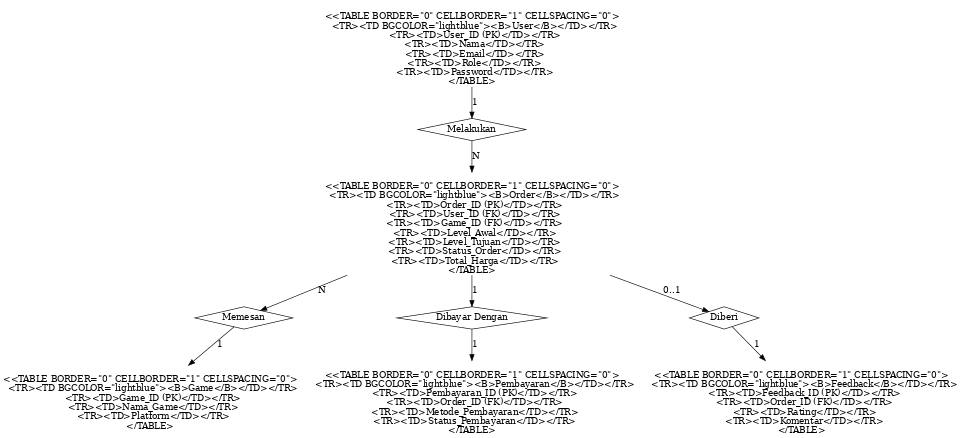 <<TABLE BORDER="0" CELLBORDER="1" CELLSPACING="0">
<TR><TD BGCOLOR="lightblue"><B>User</B></TD></TR>
<TR><TD>User_ID (PK)</TD></TR>
<TR><TD>Nama</TD></TR>
<TR><TD>Email</TD></TR>
<TR><TD>Role</TD></TR>
<TR><TD>Password</TD></TR>
</TABLE>
1
Melakukan
N
<<TABLE BORDER="0" CELLBORDER="1" CELLSPACING="0">
<TR><TD BGCOLOR="lightblue"><B>Order</B></TD></TR>
<TR><TD>Order_ID (PK)</TD></TR>
<TR><TD>User_ID (FK)</TD></TR>
<TR><TD>Game_ID (FK)</TD></TR>
<TR><TD>Level_Awal</TD></TR>
<TR><TD>Level_Tujuan</TD></TR>
<TR><TD>Status_Order</TD></TR>
<TR><TD>Total_Harga</TD></TR>
</TABLE>
N
1
0..1
Memesan
Dibayar Dengan
Diberi
1
1
1
<<TABLE BORDER="0" CELLBORDER="1" CELLSPACING="0">
<TR><TD BGCOLOR="lightblue"><B>Game</B></TD></TR>
<TR><TD>Game_ID (PK)</TD></TR>
<TR><TD>Nama_Game</TD></TR>
<TR><TD>Platform</TD></TR>
</TABLE>
<<TABLE BORDER="0" CELLBORDER="1" CELLSPACING="0">
<TR><TD BGCOLOR="lightblue"><B>Pembayaran</B></TD></TR>
<TR><TD>Pembayaran_ID (PK)</TD></TR>
<TR><TD>Order_ID (FK)</TD></TR>
<TR><TD>Metode_Pembayaran</TD></TR>
<TR><TD>Status_Pembayaran</TD></TR>
</TABLE>
<<TABLE BORDER="0" CELLBORDER="1" CELLSPACING="0">
<TR><TD BGCOLOR="lightblue"><B>Feedback</B></TD></TR>
<TR><TD>Feedback_ID (PK)</TD></TR>
<TR><TD>Order_ID (FK)</TD></TR>
<TR><TD>Rating</TD></TR>
<TR><TD>Komentar</TD></TR>
</TABLE>